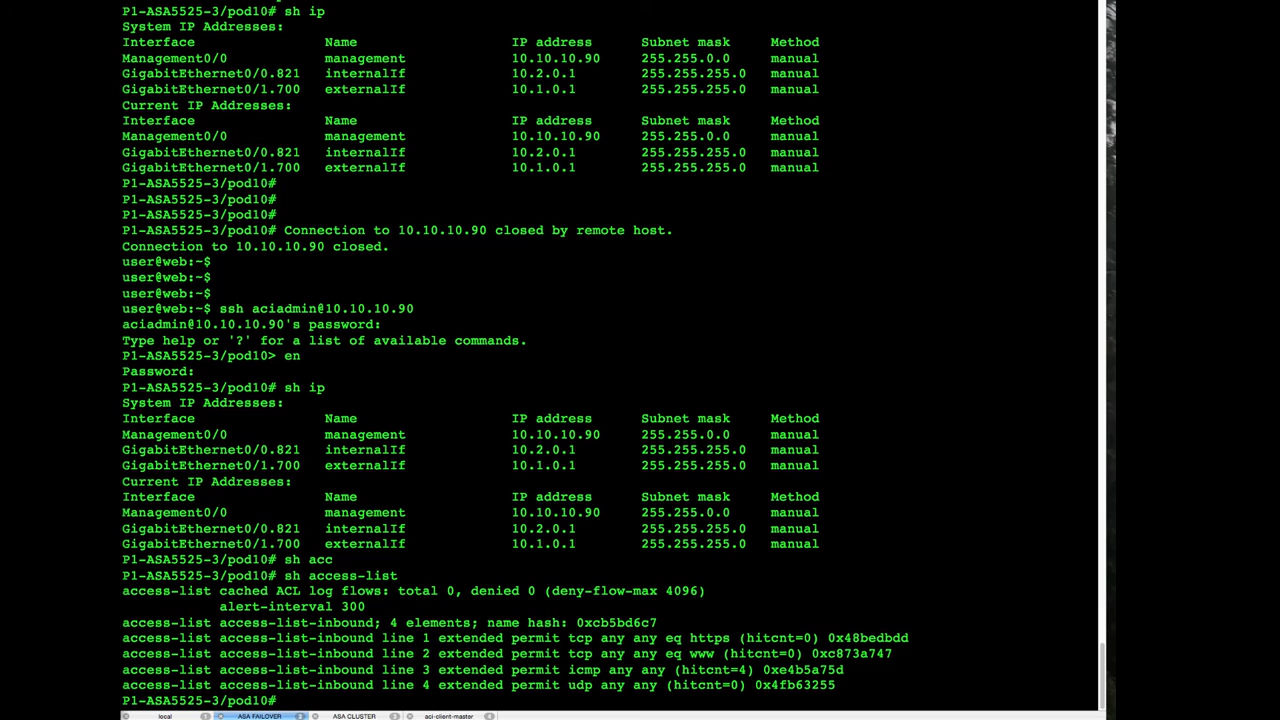 P1-ASA5525-3/pod10# sh ip
System IP Addresses:
Interface Name IP address Subnet mask Method
Management0/0 management 10.10.10.90 255.255.0.0 manual
GigabitEthernet0/0.821 internalIf 10.2.0.1 255.255.255.0 manual
GigabitEthernet0/1.700 externalIf 10.1.0.1 255.255.255.0 manual
Current IP Addresses:
Interface Name IP address Subnet mask Method
Management0/0 management 10.10.10.90 255.255.0.0 manual
GigabitEthernet0/0.821 internalIf 10.2.0.1 255.255.255.0 manual
GigabitEthernet0/1.700 externalIf 10.1.0.1 255.255.255.0 manual
P1-ASA5525-3/pod10#
P1-ASA5525-3/pod10#
P1-ASA5525-3/pod10#
P1-ASA5525-3/pod10# Connection to 10.10.10.90 closed by remote host.
Connection to 10.10.10.90 closed.
user@web:~$
user@web:~$
user@web:~$
user@web:~$ ssh aciadmin@10.10.10.90
aciadmin@10.10.10.90's password:
Type help or '?' for a list of available commands.
P1-ASA5525-3/pod10> en
Password:
P1-ASA5525-3/pod10# sh ip
System IP Addresses:
Interface Name IP address Subnet mask Method
Management0/0 management 10.10.10.90 255.255.0.0 manual
GigabitEthernet0/0.821 internalIf 10.2.0.1 255.255.255.0 manual
GigabitEthernet0/1.700 externalIf 10.1.0.1 255.255.255.0 manual
Current IP Addresses:
Interface Name IP address Subnet mask Method
Management0/0 management 10.10.10.90 255.255.0.0 manual
GigabitEthernet0/0.821 internalIf 10.2.0.1 255.255.255.0 manual
GigabitEthernet0/1.700 externalIf 10.1.0.1 255.255.255.0 manual
P1-ASA5525-3/pod10# sh acc
P1-ASA5525-3/pod10# sh access-list
access-list cached ACL log flows: total 0, denied 0 (deny-flow-max 4096)
alert-interval 300
access-list access-list-inbound; 4 elements; name hash: 0xcb5bd6c7
access-list access-list-inbound line 1 extended permit tcp any any eq https (hitcnt=0) 0x48bedbdd
access-list access-list-inbound line 2 extended permit tcp any any eq www (hitcnt=0) 0xc873a747
access-list access-list-inbound line 3 extended permit icmp any any (hitcnt=4) 0xe4b5a75d
access-list access-list-inbound line 4 extended permit udp any any (hitcnt=0) 0x4fb63255
P1-ASA5525-3/pod10#
local 1 ASA FAILOVER 2 ASA CLUSTER 3 aci-client-master 4